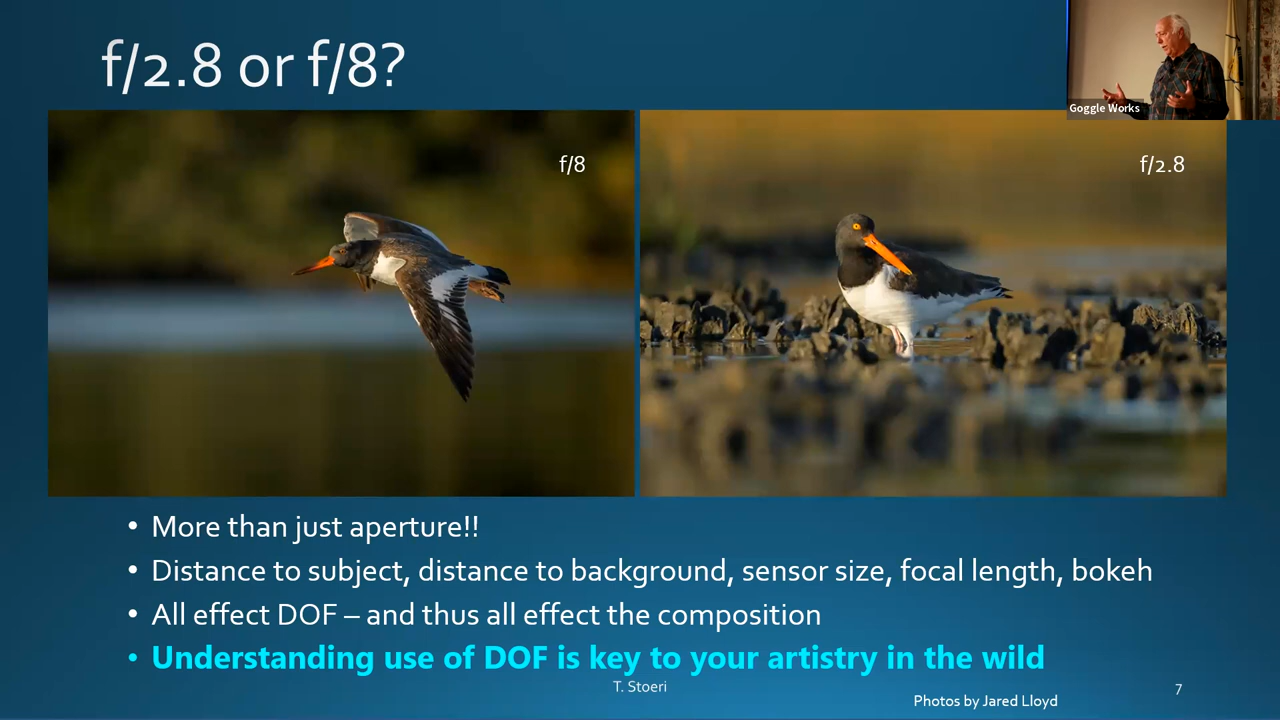 f/2.8 or f/8?
Goggle Works
f/8
f/2.8
• More than just aperture!!
• Distance to subject, distance to background, sensor size, focal length, bokeh
• All effect DOF – and thus all effect the composition
• Understanding use of DOF is key to your artistry in the wild
T. Stoeri
7
Photos by Jared Lloyd